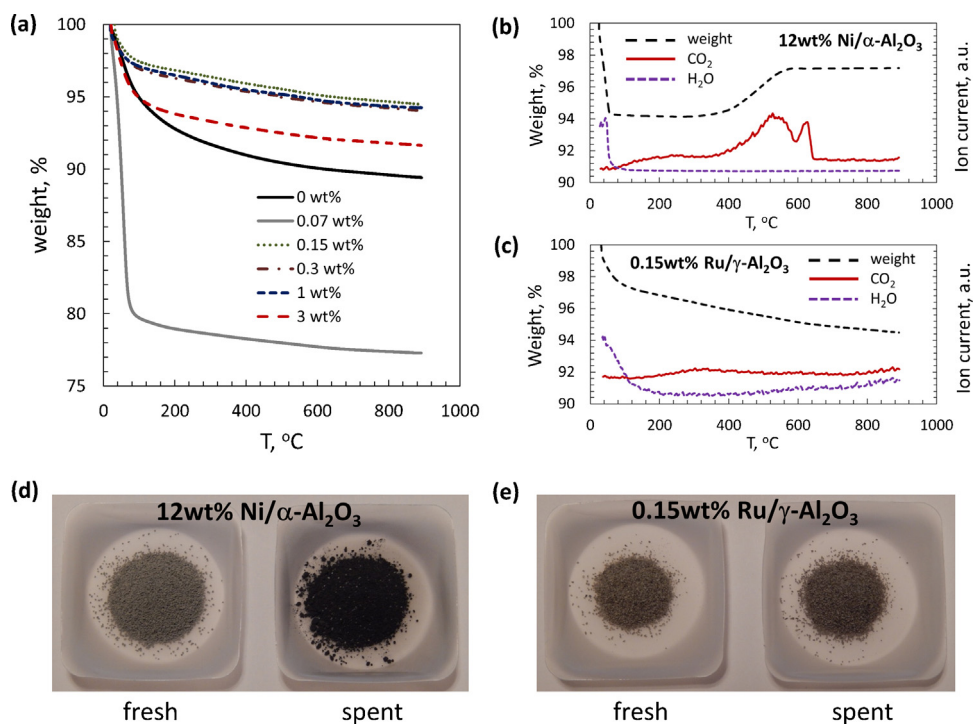 (a)
100
95
90
85
80
75
weight, %
0 wt%
0.07 wt%
0.15 wt%
0.3 wt%
1 wt%
3 wt%
0
200
400
600
800
1000
T, °C
(b)
100
98
96
94
92
90
Weight, %
weight
CO₂
H₂O
12wt% Ni/α-Al₂O₃
Ion current, a.u.
0
200
400
600
800
1000
T, °C
(c)
100
98
96
94
92
90
Weight, %
0.15wt% Ru/γ-Al₂O₃
weight
CO₂
H₂O
Ion current, a.u.
0
200
400
600
800
1000
T, °C
(d)
12wt% Ni/α-Al₂O₃
fresh
spent
(e)
0.15wt% Ru/γ-Al₂O₃
fresh
spent